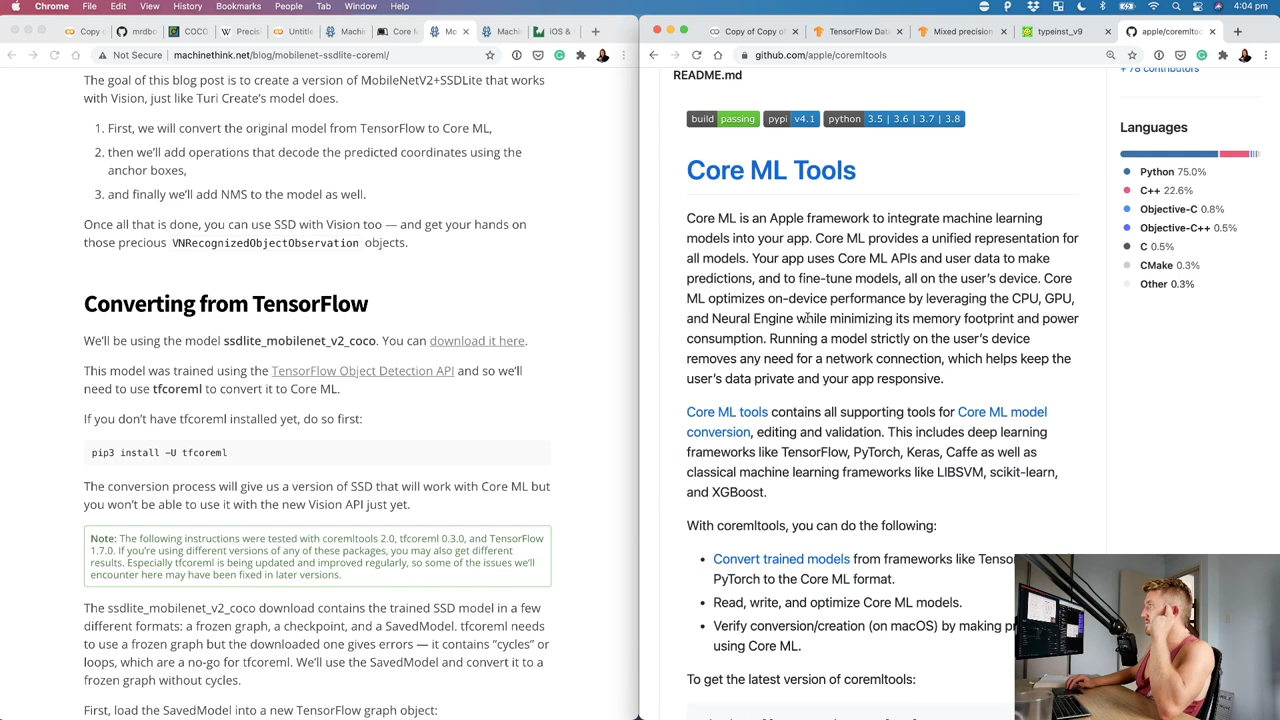 Chrome File Edit View History Bookmarks People Tab Window Help
4:04 pm
Copy o
mrdbo
COCO
Precis
Untitle
Machi
Core M
Mo
Machi
iOS &
Not Secure | machinethink.net/blog/mobilenet-ssdlite-coreml/
The goal of this blog post is to create a version of MobileNetV2+SSDLite that works
with Vision, just like Turi Create's model does.
1. First, we will convert the original model from TensorFlow to Core ML,
2. then we'll add operations that decode the predicted coordinates using the
anchor boxes,
3. and finally we'll add NMS to the model as well.
Once all that is done, you can use SSD with Vision too — and get your hands on
those precious VNRecognizedObjectObservation objects.
Converting from TensorFlow
We'll be using the model ssdlite_mobilenet_v2_coco. You can download it here.
This model was trained using the TensorFlow Object Detection API and so we'll
need to use tfcoreml to convert it to Core ML.
If you don't have tfcoreml installed yet, do so first:
pip3 install -U tfcoreml
The conversion process will give us a version of SSD that will work with Core ML but
you won't be able to use it with the new Vision API just yet.
Note: The following instructions were tested with coremltools 2.0, tfcoreml 0.3.0, and TensorFlow
1.7.0. If you're using different versions of any of these packages, you may also get different
results. Especially tfcoreml is being updated and improved regularly, so some of the issues we'll
encounter here may have been fixed in later versions.
The ssdlite_mobilenet_v2_coco download contains the trained SSD model in a few
different formats: a frozen graph, a checkpoint, and a SavedModel. tfcoreml needs
to use a frozen graph but the downloaded one gives errors — it contains "cycles" or
loops, which are a no-go for tfcoreml. We'll use the SavedModel and convert it to a
frozen graph without cycles.
First, load the SavedModel into a new TensorFlow graph object:
Copy of Copy of
TensorFlow Dat
Mixed precision
typeinst_v9
apple/coremltoo
github.com/apple/coremltools
README.md
build passing
pypi v4.1
python 3.5 | 3.6 | 3.7 | 3.8
Core ML Tools
Core ML is an Apple framework to integrate machine learning
models into your app. Core ML provides a unified representation for
all models. Your app uses Core ML APIs and user data to make
predictions, and to fine-tune models, all on the user's device. Core
ML optimizes on-device performance by leveraging the CPU, GPU,
and Neural Engine while minimizing its memory footprint and power
consumption. Running a model strictly on the user's device
removes any need for a network connection, which helps keep the
user's data private and your app responsive.
Core ML tools contains all supporting tools for Core ML model
conversion, editing and validation. This includes deep learning
frameworks like TensorFlow, PyTorch, Keras, Caffe as well as
classical machine learning frameworks like LIBSVM, scikit-learn,
and XGBoost.
With coremltools, you can do the following:
• Convert trained models from frameworks like Tenso
PyTorch to the Core ML format.
• Read, write, and optimize Core ML models.
• Verify conversion/creation (on macOS) by making pr
using Core ML.
To get the latest version of coremltools:
+ 78 contributors
Languages
Python 75.0%
C++ 22.6%
Objective-C 0.8%
Objective-C++ 0.5%
C 0.5%
CMake 0.3%
Other 0.3%